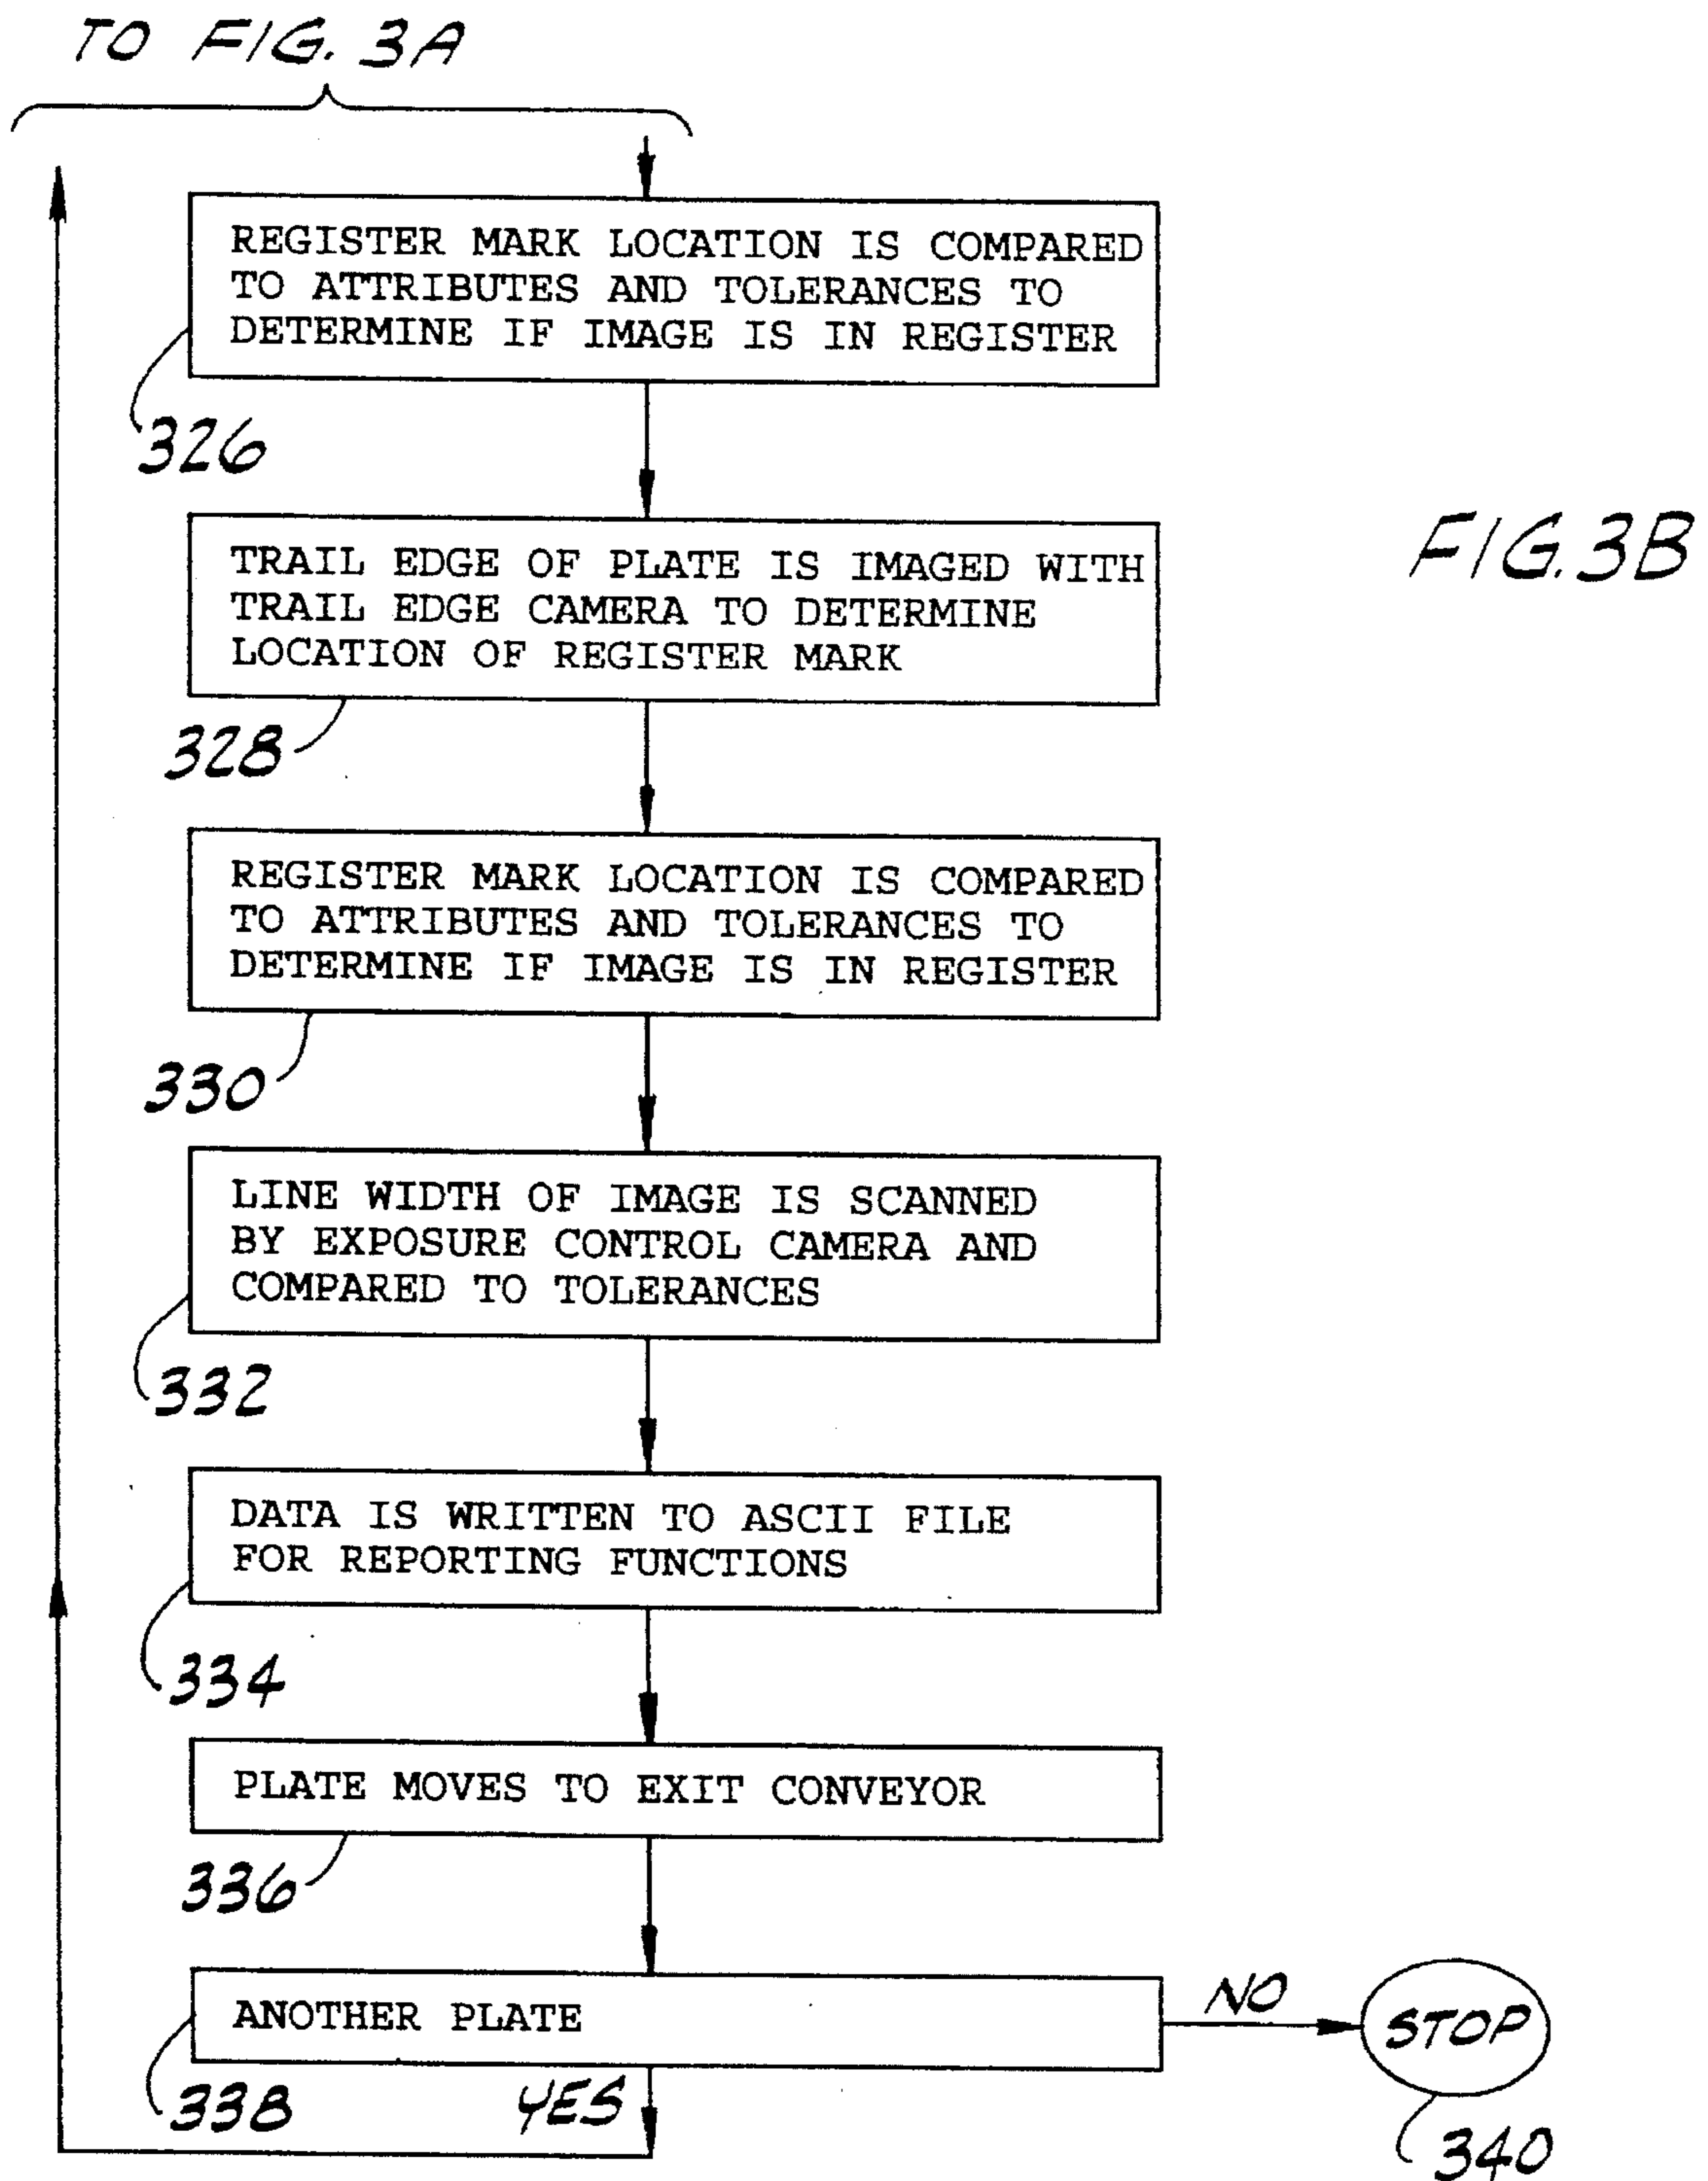 TO FIG. 3A
REGISTER MARK LOCATION IS COMPARED
TO ATTRIBUTES AND TOLERANCES TO
DETERMINE IF IMAGE IS IN REGISTER
326
FIG. 3B
TRAIL EDGE OF PLATE IS IMAGED WITH
TRAIL EDGE CAMERA TO DETERMINE
LOCATION OF REGISTER MARK
328
REGISTER MARK LOCATION IS COMPARED
TO ATTRIBUTES AND TOLERANCES TO
DETERMINE IF IMAGE IS IN REGISTER
330
LINE WIDTH OF IMAGE IS SCANNED
BY EXPOSURE CONTROL CAMERA AND
COMPARED TO TOLERANCES
332
DATA IS WRITTEN TO ASCII FILE
FOR REPORTING FUNCTIONS
334
PLATE MOVES TO EXIT CONVEYOR
336
ANOTHER PLATE
NO
STOP
338
YES
340